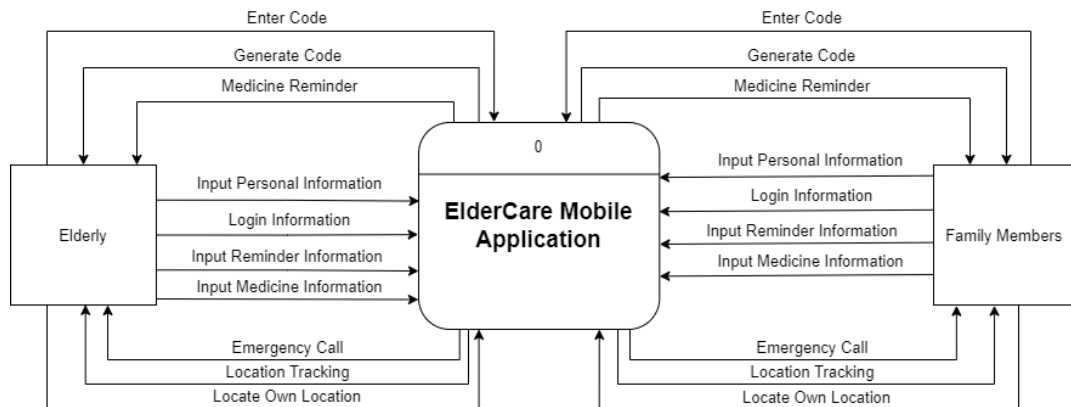 Enter Code
Enter Code
Generate Code
Generate Code
Medicine Reminder
Medicine Reminder
0
Input Personal Information
Input Personal Information
Login Information
Login Information
ElderCare Mobile
Application
Elderly
Family Members
Input Reminder Information
Input Reminder Information
Input Medicine Information
Input Medicine Information
Emergency Call
Emergency Call
Location Tracking
Location Tracking
Locate Own Location
Locate Own Location